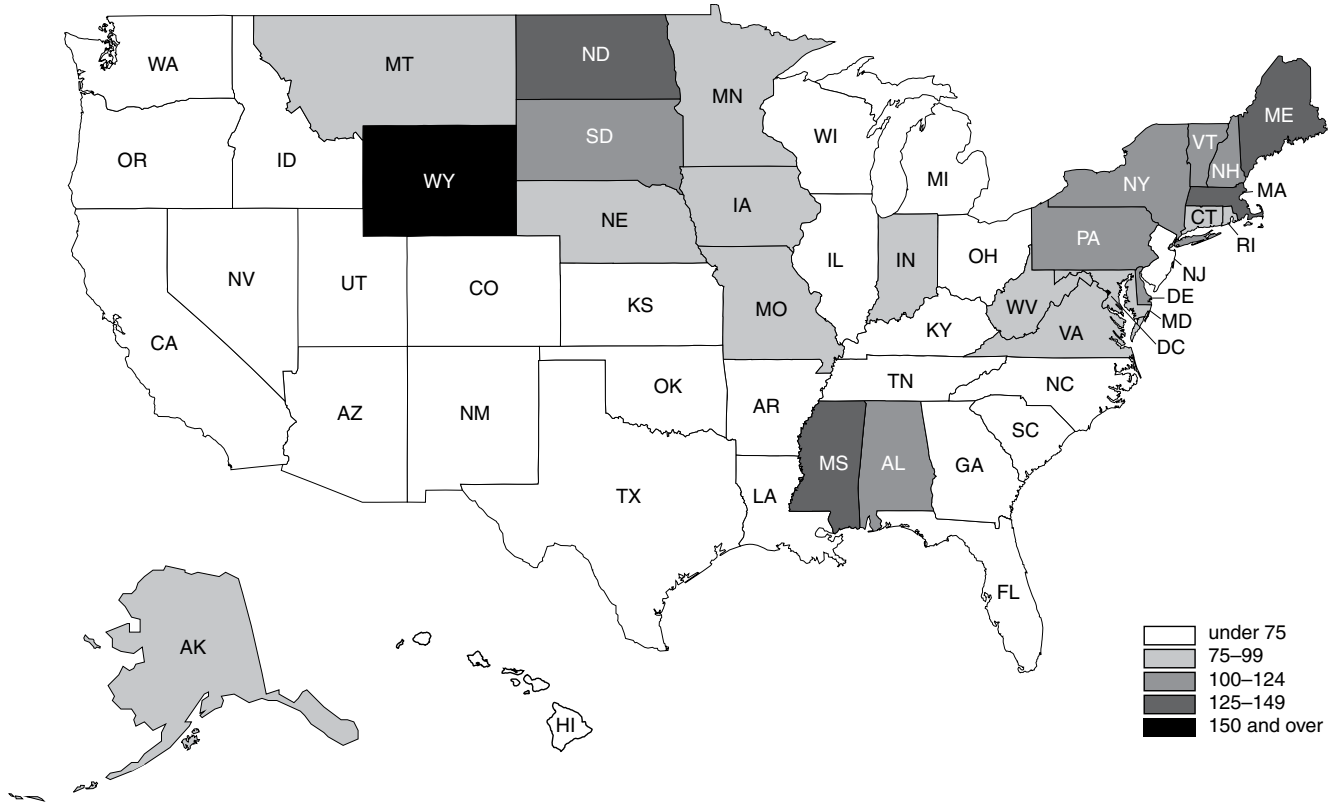 WA
MT
ND
MN
ME
VT
NH
SD
WI
OR
ID
WY
MI
NY
MA
IA
CT
NE
PA
RI
NV
UT
CO
IL
IN
OH
NJ
DE
KS
MO
WV
MD
KY
VA
DC
CA
OK
TN
NC
AZ
NM
AR
SC
MS
AL
GA
TX
LA
FL
AK
HI
under 75
75–99
100–124
125–149
150 and over